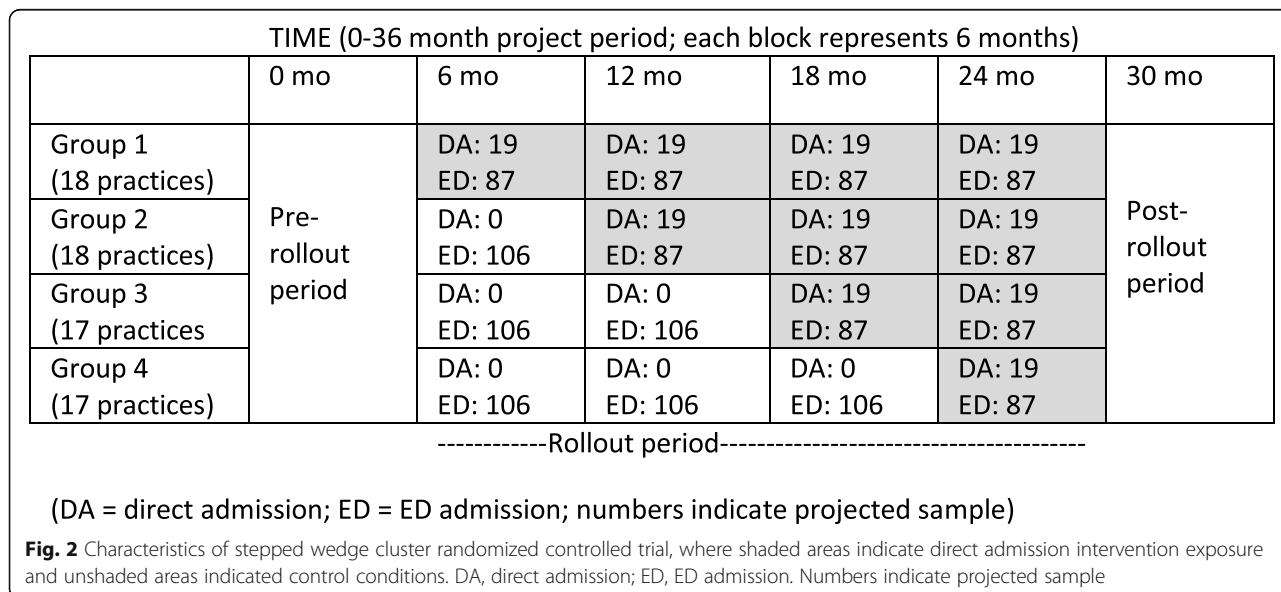 TIME (0-36 month project period; each block represents 6 months)
0 mo 6 mo 12 mo 18 mo 24 mo 30 mo
Group 1 DA: 19 DA: 19 DA: 19 DA: 19
(18 practices) ED: 87 ED: 87 ED: 87 ED: 87
Group 2 Pre- DA: 0 DA: 19 DA: 19 DA: 19 Post-
(18 practices) rollout ED: 106 ED: 87 ED: 87 ED: 87 rollout
Group 3 period DA: 0 DA: 0 DA: 19 DA: 19 period
(17 practices ED: 106 ED: 106 ED: 87 ED: 87
Group 4 DA: 0 DA: 0 DA: 0 DA: 19
(17 practices) ED: 106 ED: 106 ED: 106 ED: 87
------------Rollout period---------------------------------------
(DA = direct admission; ED = ED admission; numbers indicate projected sample)
Fig. 2 Characteristics of stepped wedge cluster randomized controlled trial, where shaded areas indicate direct admission intervention exposure
and unshaded areas indicated control conditions. DA, direct admission; ED, ED admission. Numbers indicate projected sample